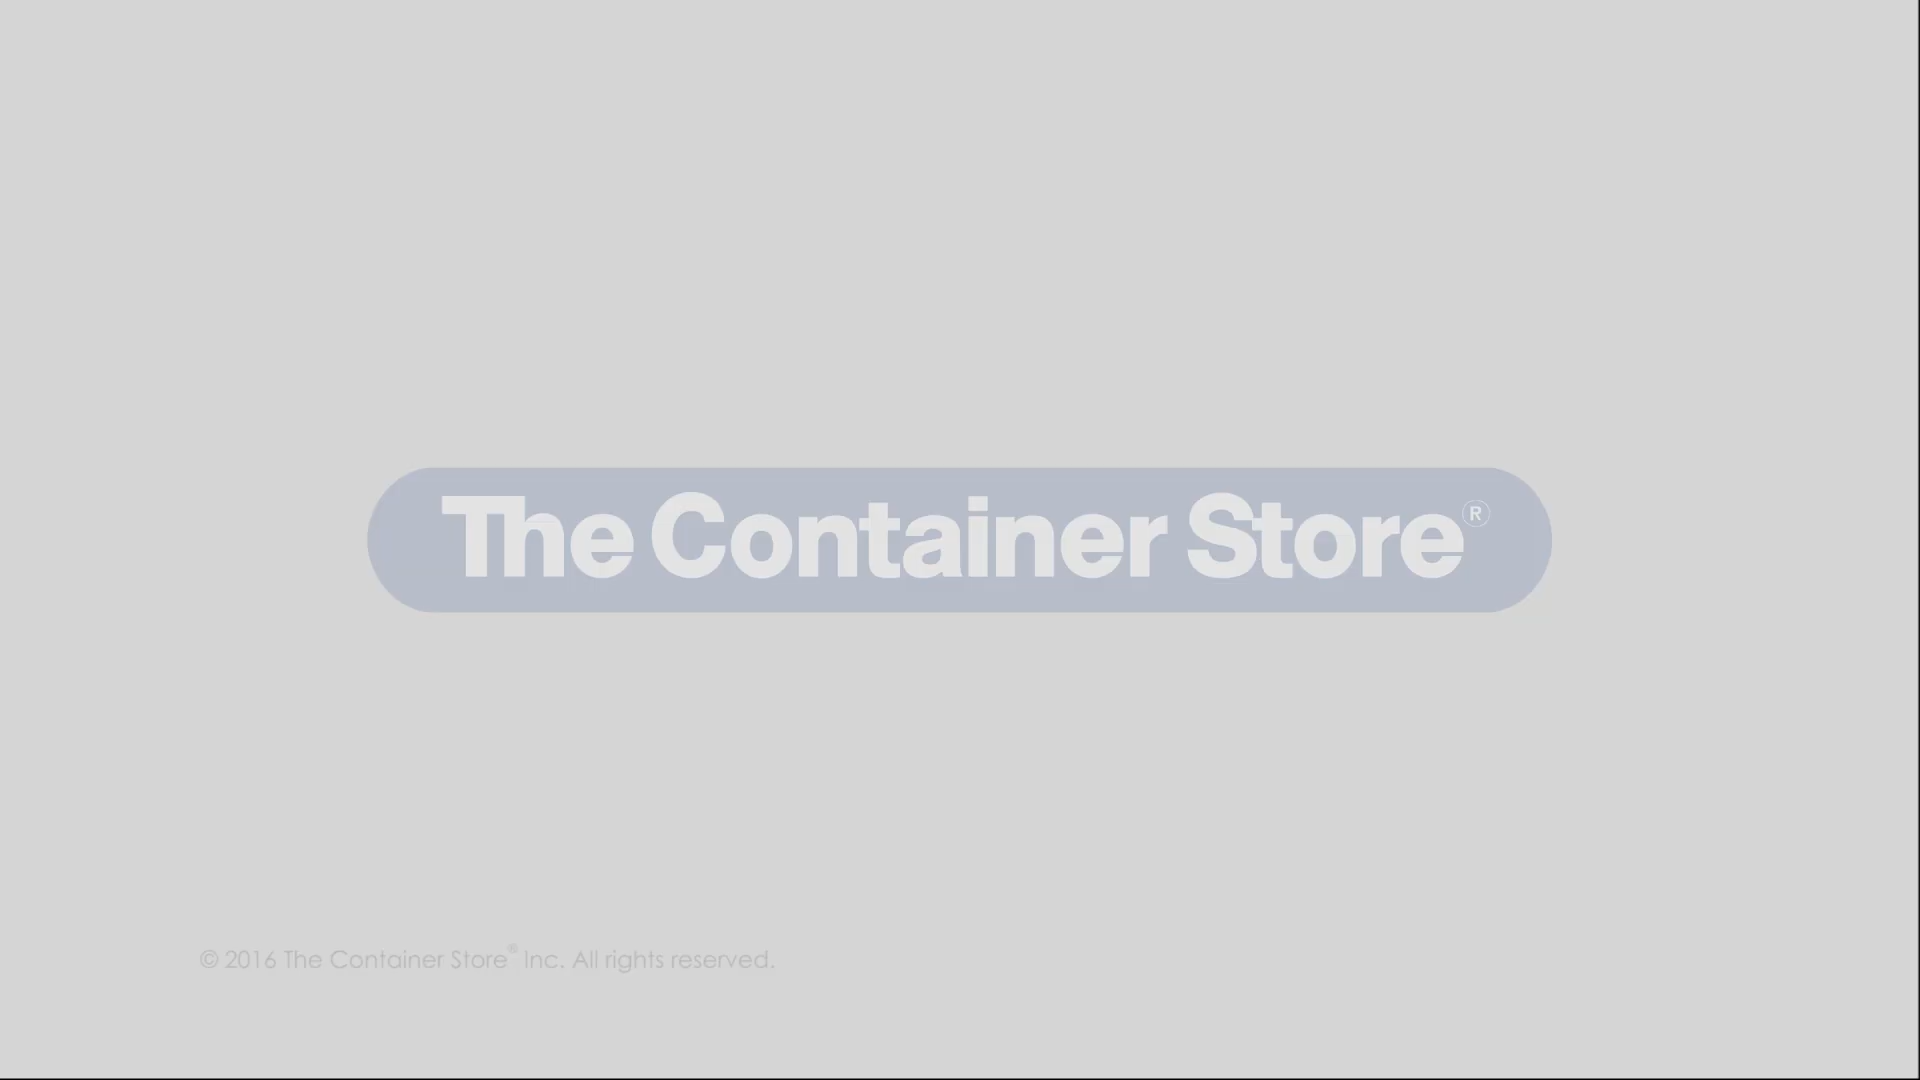 The Container Store®
© 2016 The Container Store® Inc. All rights reserved.